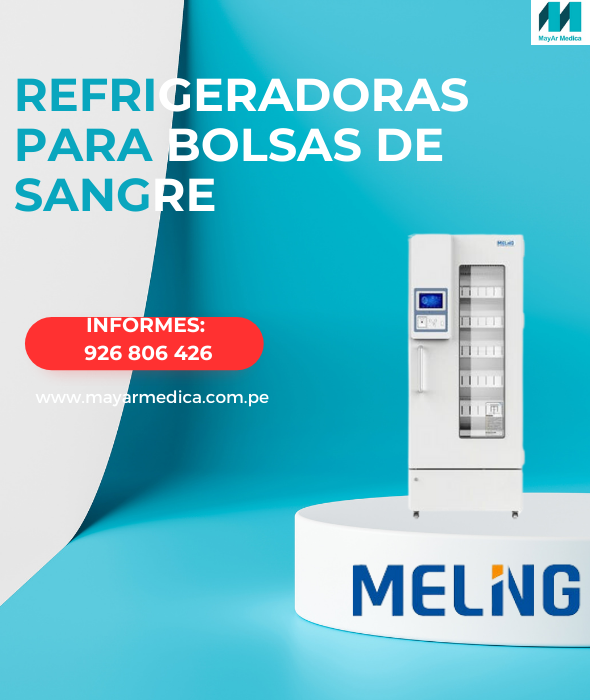 MayAr Medica
REFRIGERADORAS
PARA BOLSAS DE
SANGRE
MELING
INFORMES:
926 806 426
www.mayarmedica.com.pe
MELING